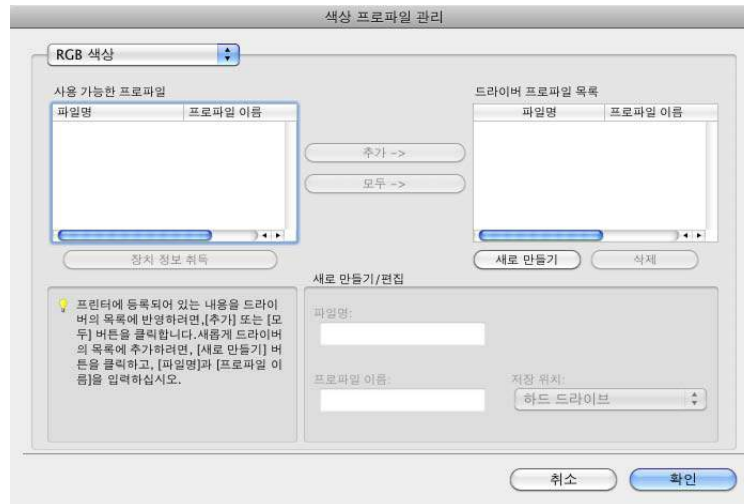 색상 프로파일 관리
RGB 색상
사용 가능한 프로파일
파일명 프로파일 이름
추가 ->
모두 ->
장치 정보 취득
드라이버 프로파일 목록
파일명 프로파일 이름
새로 만들기 삭제
프린터에 등록되어 있는 내용을 드라이
버의 목록에 반영하려면,[추가] 또는 [모
두] 버튼을 클릭합니다.새롭게 드라이버
의 목록에 추가하려면, [새로 만들기] 버
튼을 클릭하고, [파일명]과 [프로파일 이
름]을 입력하십시오.
새로 만들기/편집
파일명:
프로파일 이름:
저장 위치:
하드 드라이브
취소 확인